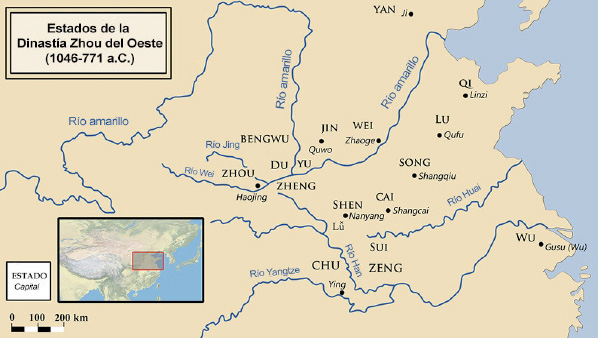 Estados de la
Dinastía Zhou del Oeste
(1046-771 a.C.)
YAN
Ji
QI
Linzi
Río amarillo
Río amarillo
Río amarillo
LU
Qufu
BENGWU
JIN
Quwo
WEI
Zhaoge
Río Jing
DU
YU
Río Wei
ZHOU
Haojing
ZHENG
SONG
Shangqiu
CAI
Shangcai
Río Huai
SHEN
Nanyang
Lǚ
SUI
WU
Gusu (Wu)
Río Han
CHU
ZENG
Río Yangtze
Ying
ESTADO
Capital
0 100 200 km